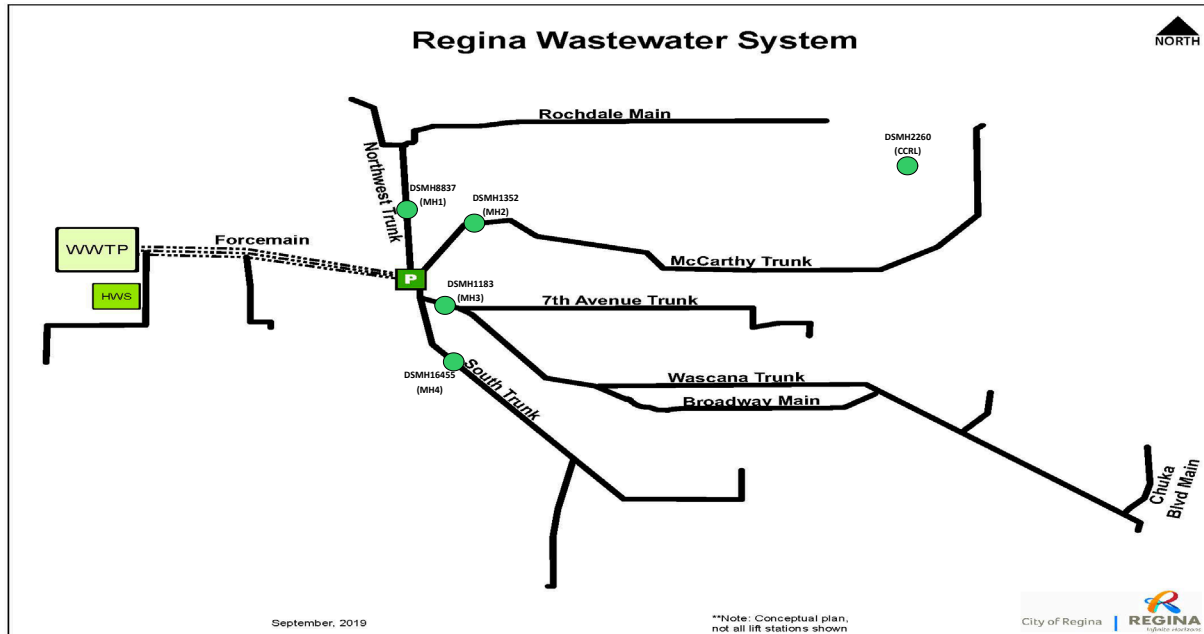 Regina Wastewater System
NORTH
Rochdale Main
DSMH2260
(CCRL)
Northwest Trunk
DSMH8837
(MH1)
DSMH1352
(MH2)
WWTP
Forcemain
McCarthy Trunk
HWS
P
DSMH1183
(MH3)
7th Avenue Trunk
DSMH16455
(MH4)
South Trunk
Wascana Trunk
Broadway Main
Chuka
Blvd Main
September, 2019
**Note: Conceptual plan,
not all lift stations shown
City of Regina | REGINA
Infinite Horizons